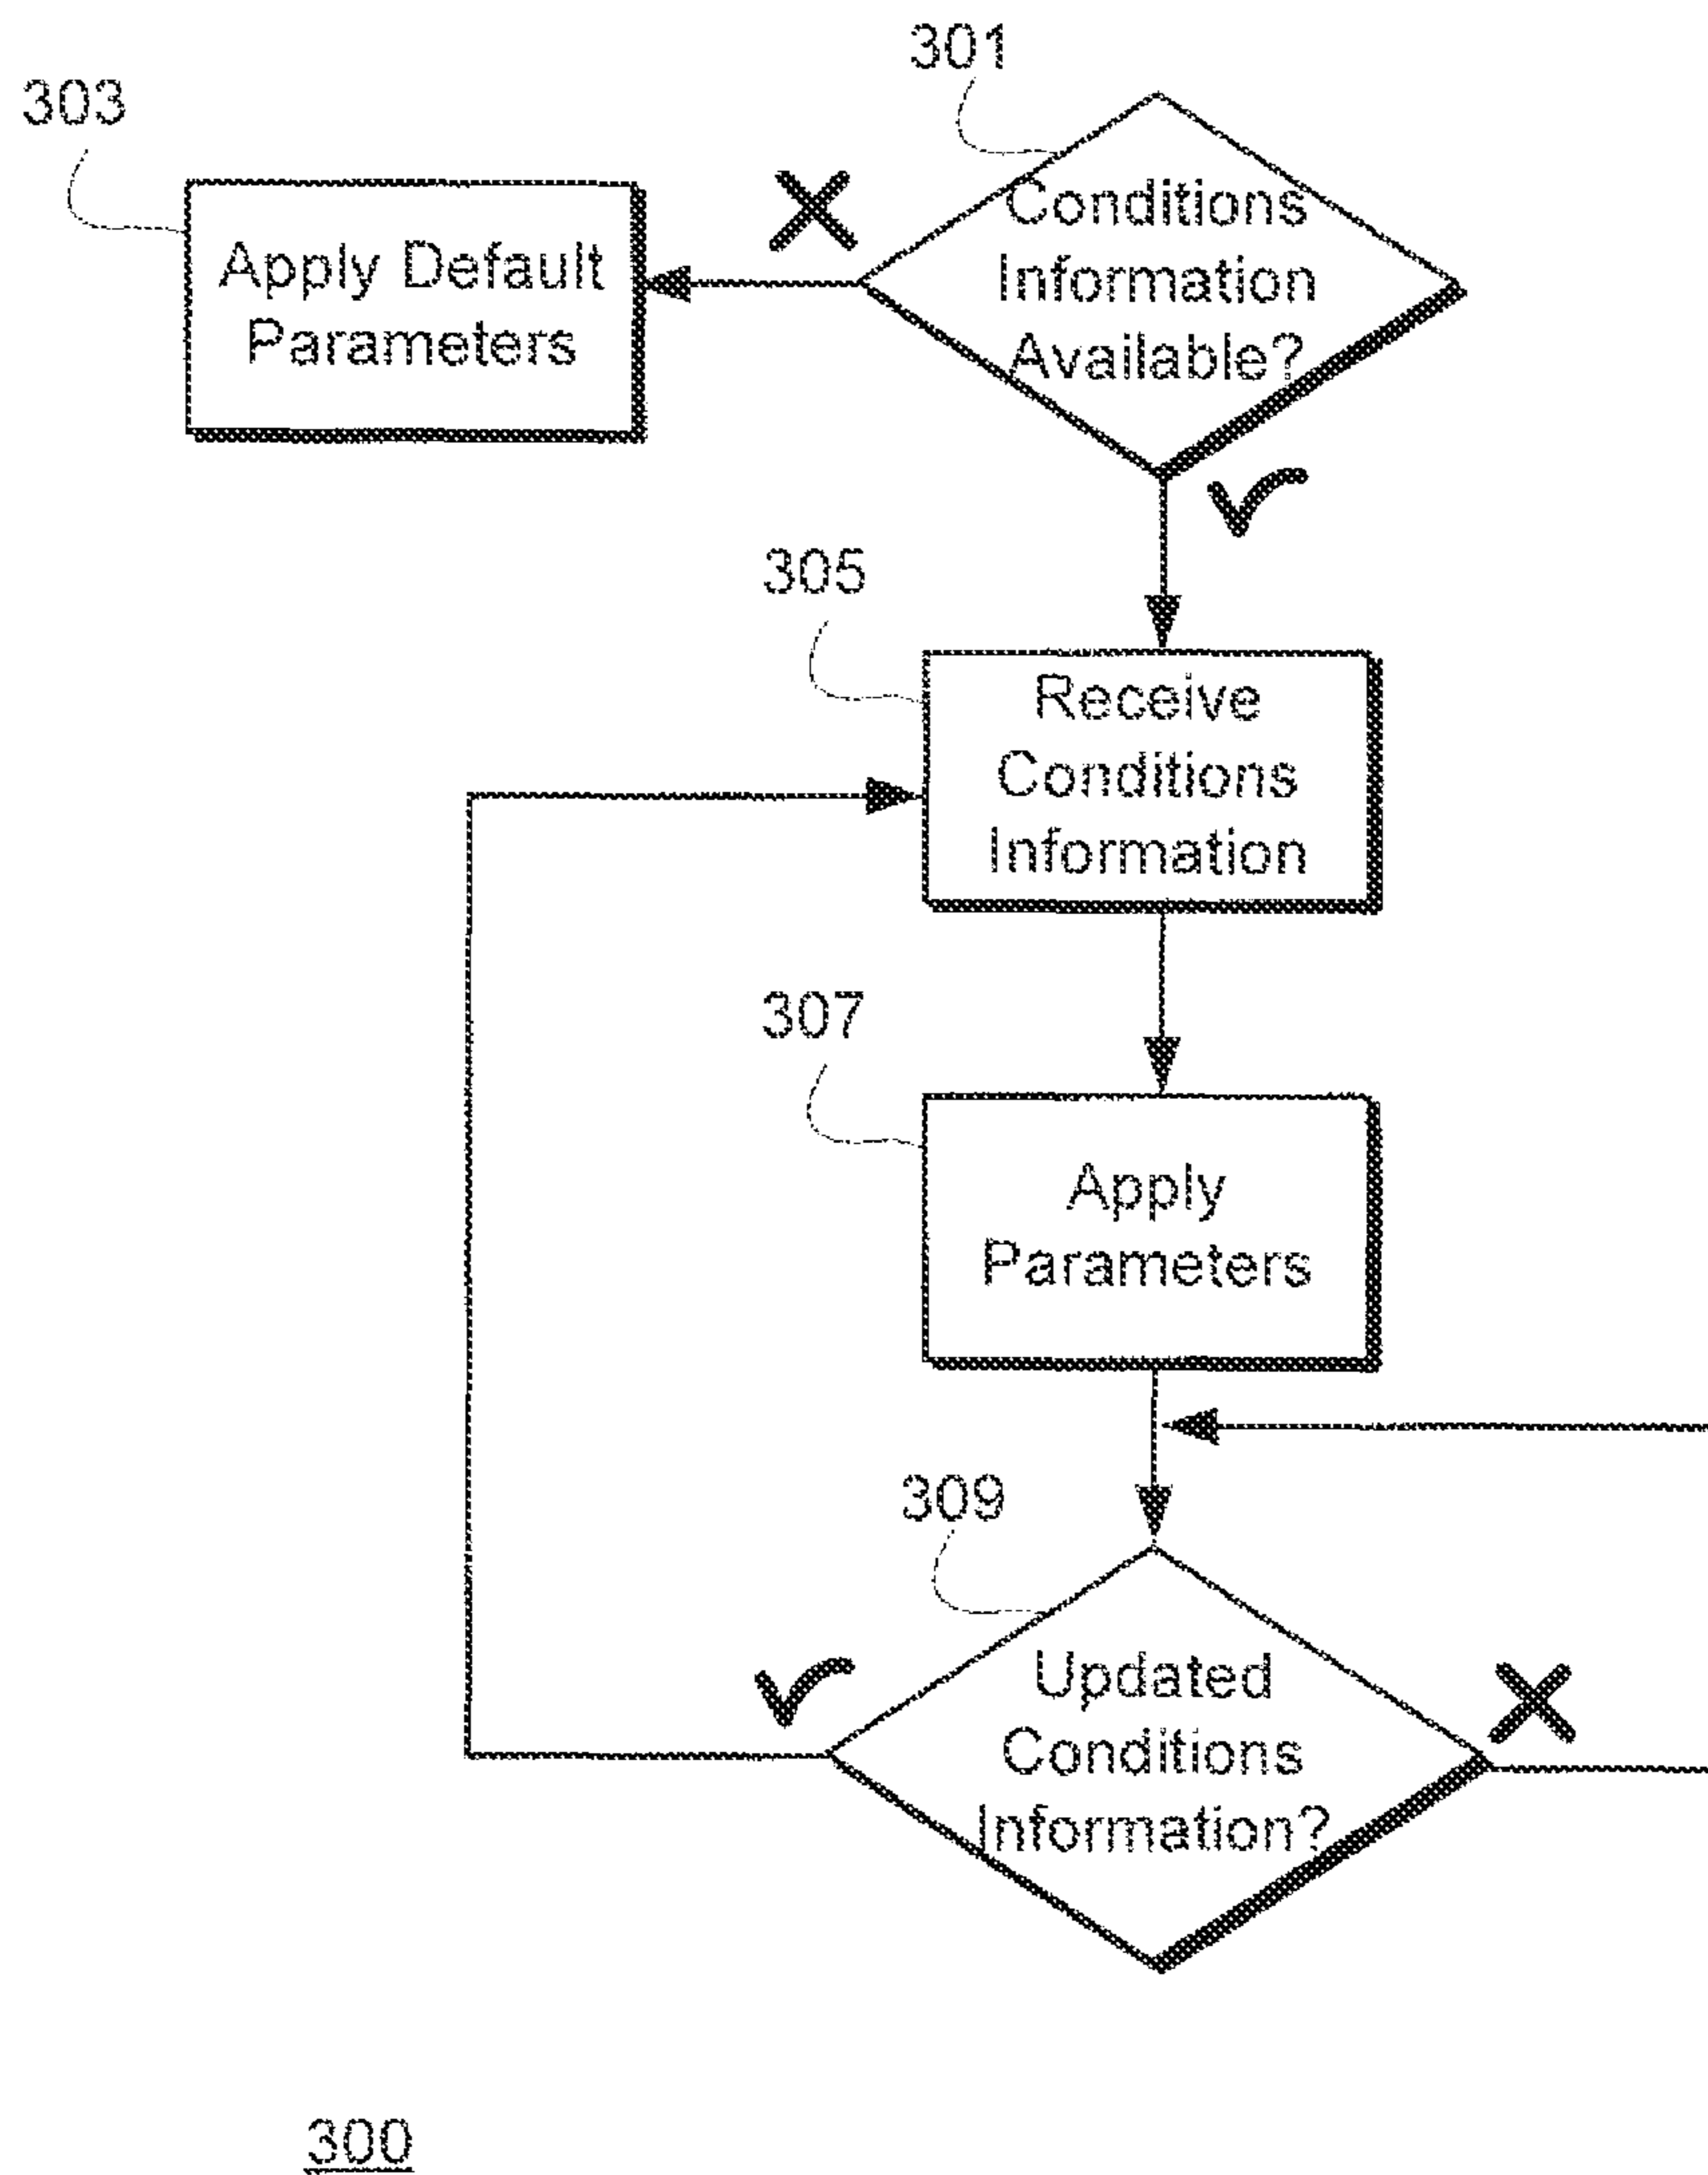 301
303
Conditions
Information
Available?
Apply Default
Parameters
305
Receive
Conditions
Information
307
Apply
Parameters
309
Updated
Conditions
Information?
300